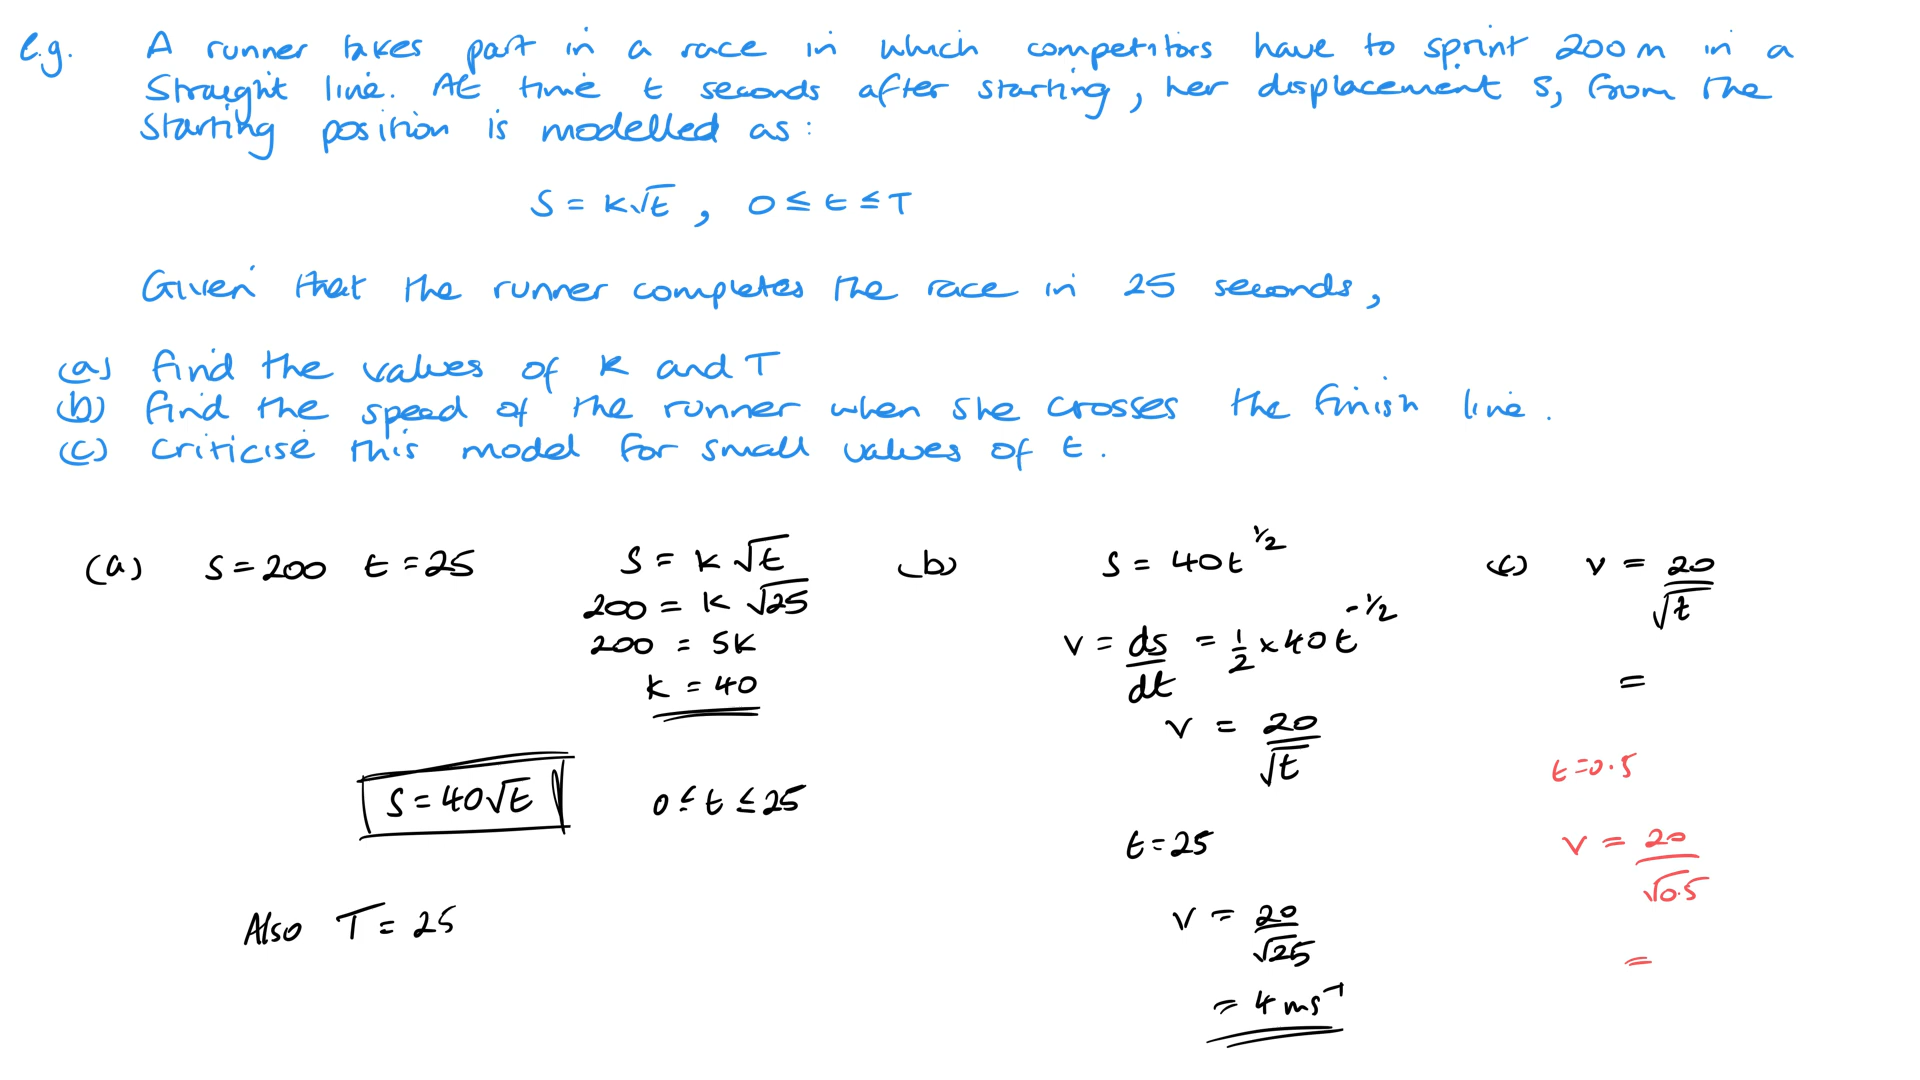 e.g. A runner takes part in a race in which competitors have to sprint 200m in a
straight line. At time t seconds after starting, her displacement s, from the
starting position is modelled as:
s = k√t , 0 ≤ t ≤ T
Given that the runner completes the race in 25 seconds,
(a) find the values of k and T
(b) find the speed of the runner when she crosses the finish line.
(c) criticise this model for small values of t.
(a) s = 200 t = 25
s = k√t
200 = k√25
200 = 5k
k = 40
s = 40√t 0 ≤ t ≤ 25
Also T = 25
(b) s = 40t^1/2
v = ds/dt = 1/2 × 40t^-1/2
v = 20/√t
t = 25
v = 20/√25
= 4 ms⁻¹
(c) v = 20/√t
=
t = 0.5
v = 20/√0.5
=